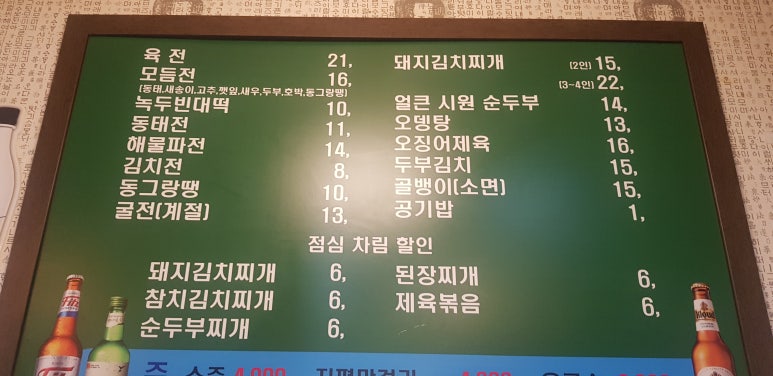 육 전 21,
모듬전 16,
(동태,새송이,고추,깻잎,새우,두부,호박,동그랑땡)
녹두빈대떡 10,
동태전 11,
해물파전 14,
김치전 8,
동그랑땡 10,
굴전(계절) 13,
돼지김치찌개 (2인) 15,
(3-4인) 22,
얼큰 시원 순두부 14,
오뎅탕 13,
오징어제육 16,
두부김치 15,
골뱅이(소면) 15,
공기밥 1,
점심 차림 할인
돼지김치찌개 6,
참치김치찌개 6,
순두부찌개 6,
된장찌개 6,
제육볶음 6,
소주 4,000